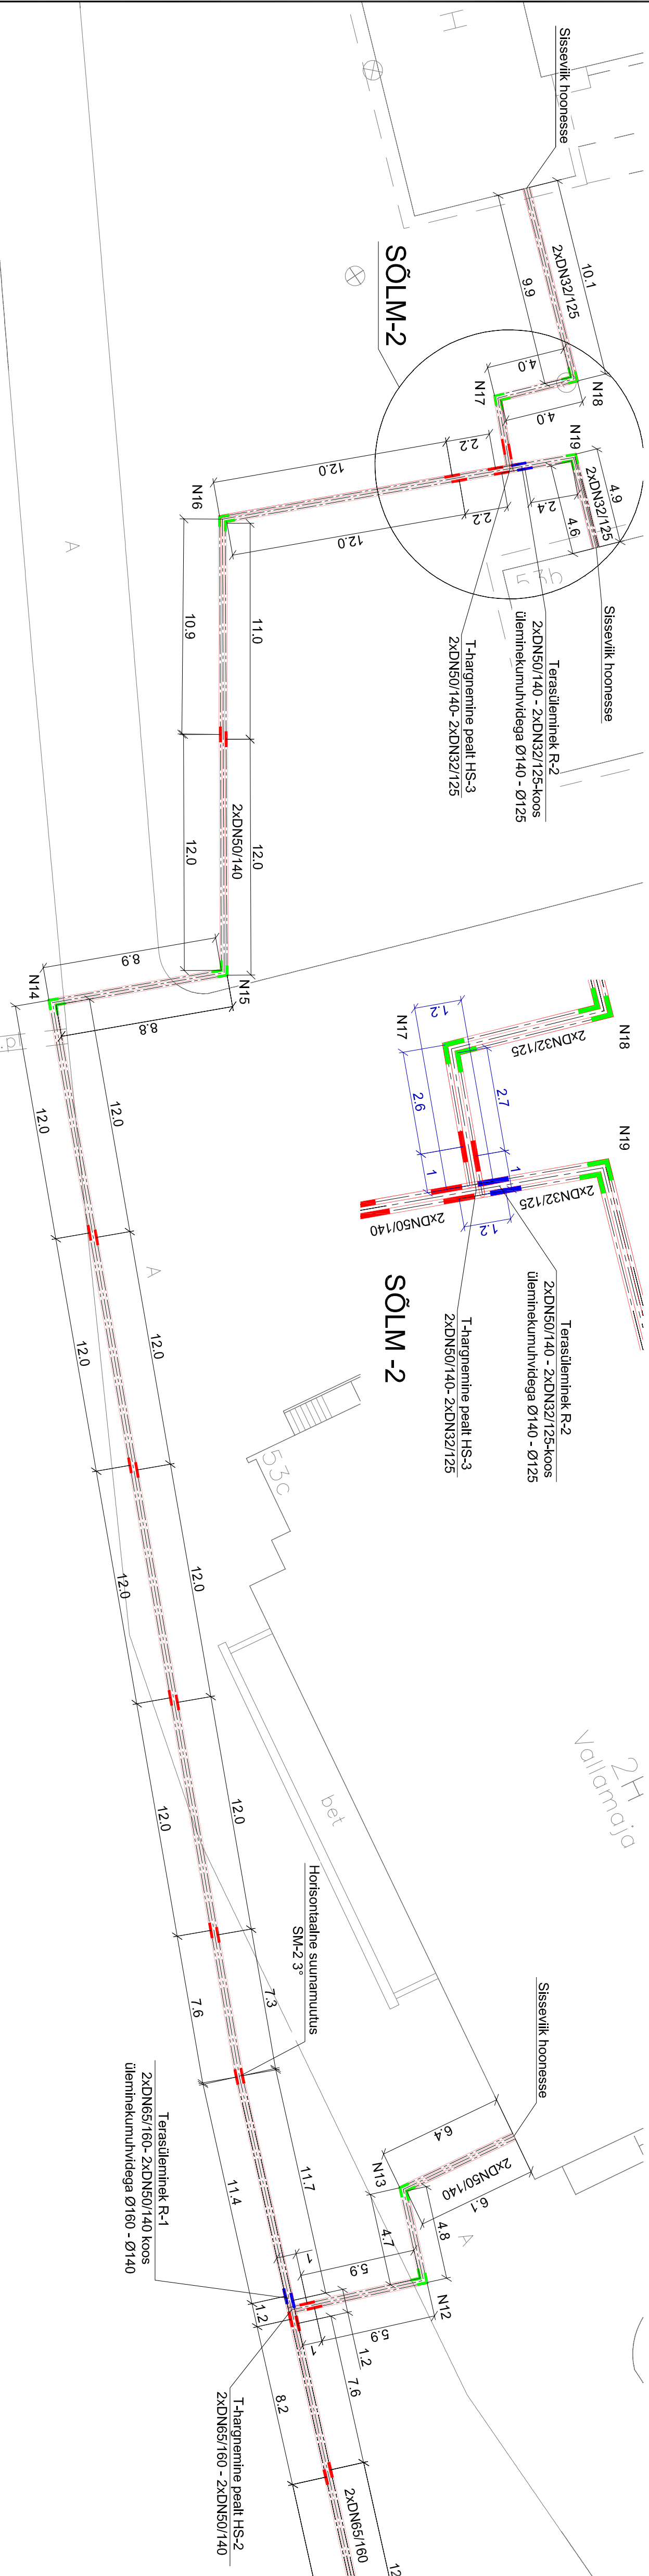 H
Sisseviik hoonesse
2xDN32/125
10.1
9.9
SÕLM-2
4.0
N17
4.0
N18
N19
4.9
2xDN32/125
4.6
2.4
2.2
2.2
12.0
12.0
N16
53b
Sisseviik hoonesse
Terasüleminek R-2
2xDN50/140 - 2xDN32/125-koos
üleminekumuhvidega Ø140 - Ø125
T-hargnemine pealt HS-3
2xDN50/140- 2xDN32/125
A
11.0
10.9
2xDN50/140
12.0
12.0
8.9
N15
N14
8.8
N18
2xDN32/125
N17
1.2
2.6
2.7
1
1
N19
2xDN32/125
1.2
2xDN50/140
SÕLM -2
Terasüleminek R-2
2xDN50/140 - 2xDN32/125-koos
üleminekumuhvidega Ø140 - Ø125
T-hargnemine pealt HS-3
2xDN50/140- 2xDN32/125
12.0
12.0
A
12.0
12.0
53c
12.0
12.0
bet
2H
Vallamaja
12.0
12.0
Horisontaalne suunamuutus
SM-2 3°
7.3
7.6
Sisseviik hoonesse
6.4
2xDN50/140
6.1
N13
4.7
4.8
A
N12
11.7
11.4
5.9
5.9
1
1
1.2
1.2
Terasüleminek R-1
2xDN65/160- 2xDN50/140 koos
üleminekumuhvidega Ø160 - Ø140
7.6
8.2
T-hargnemine pealt HS-2
2xDN65/160 - 2xDN50/140
2xDN65/160